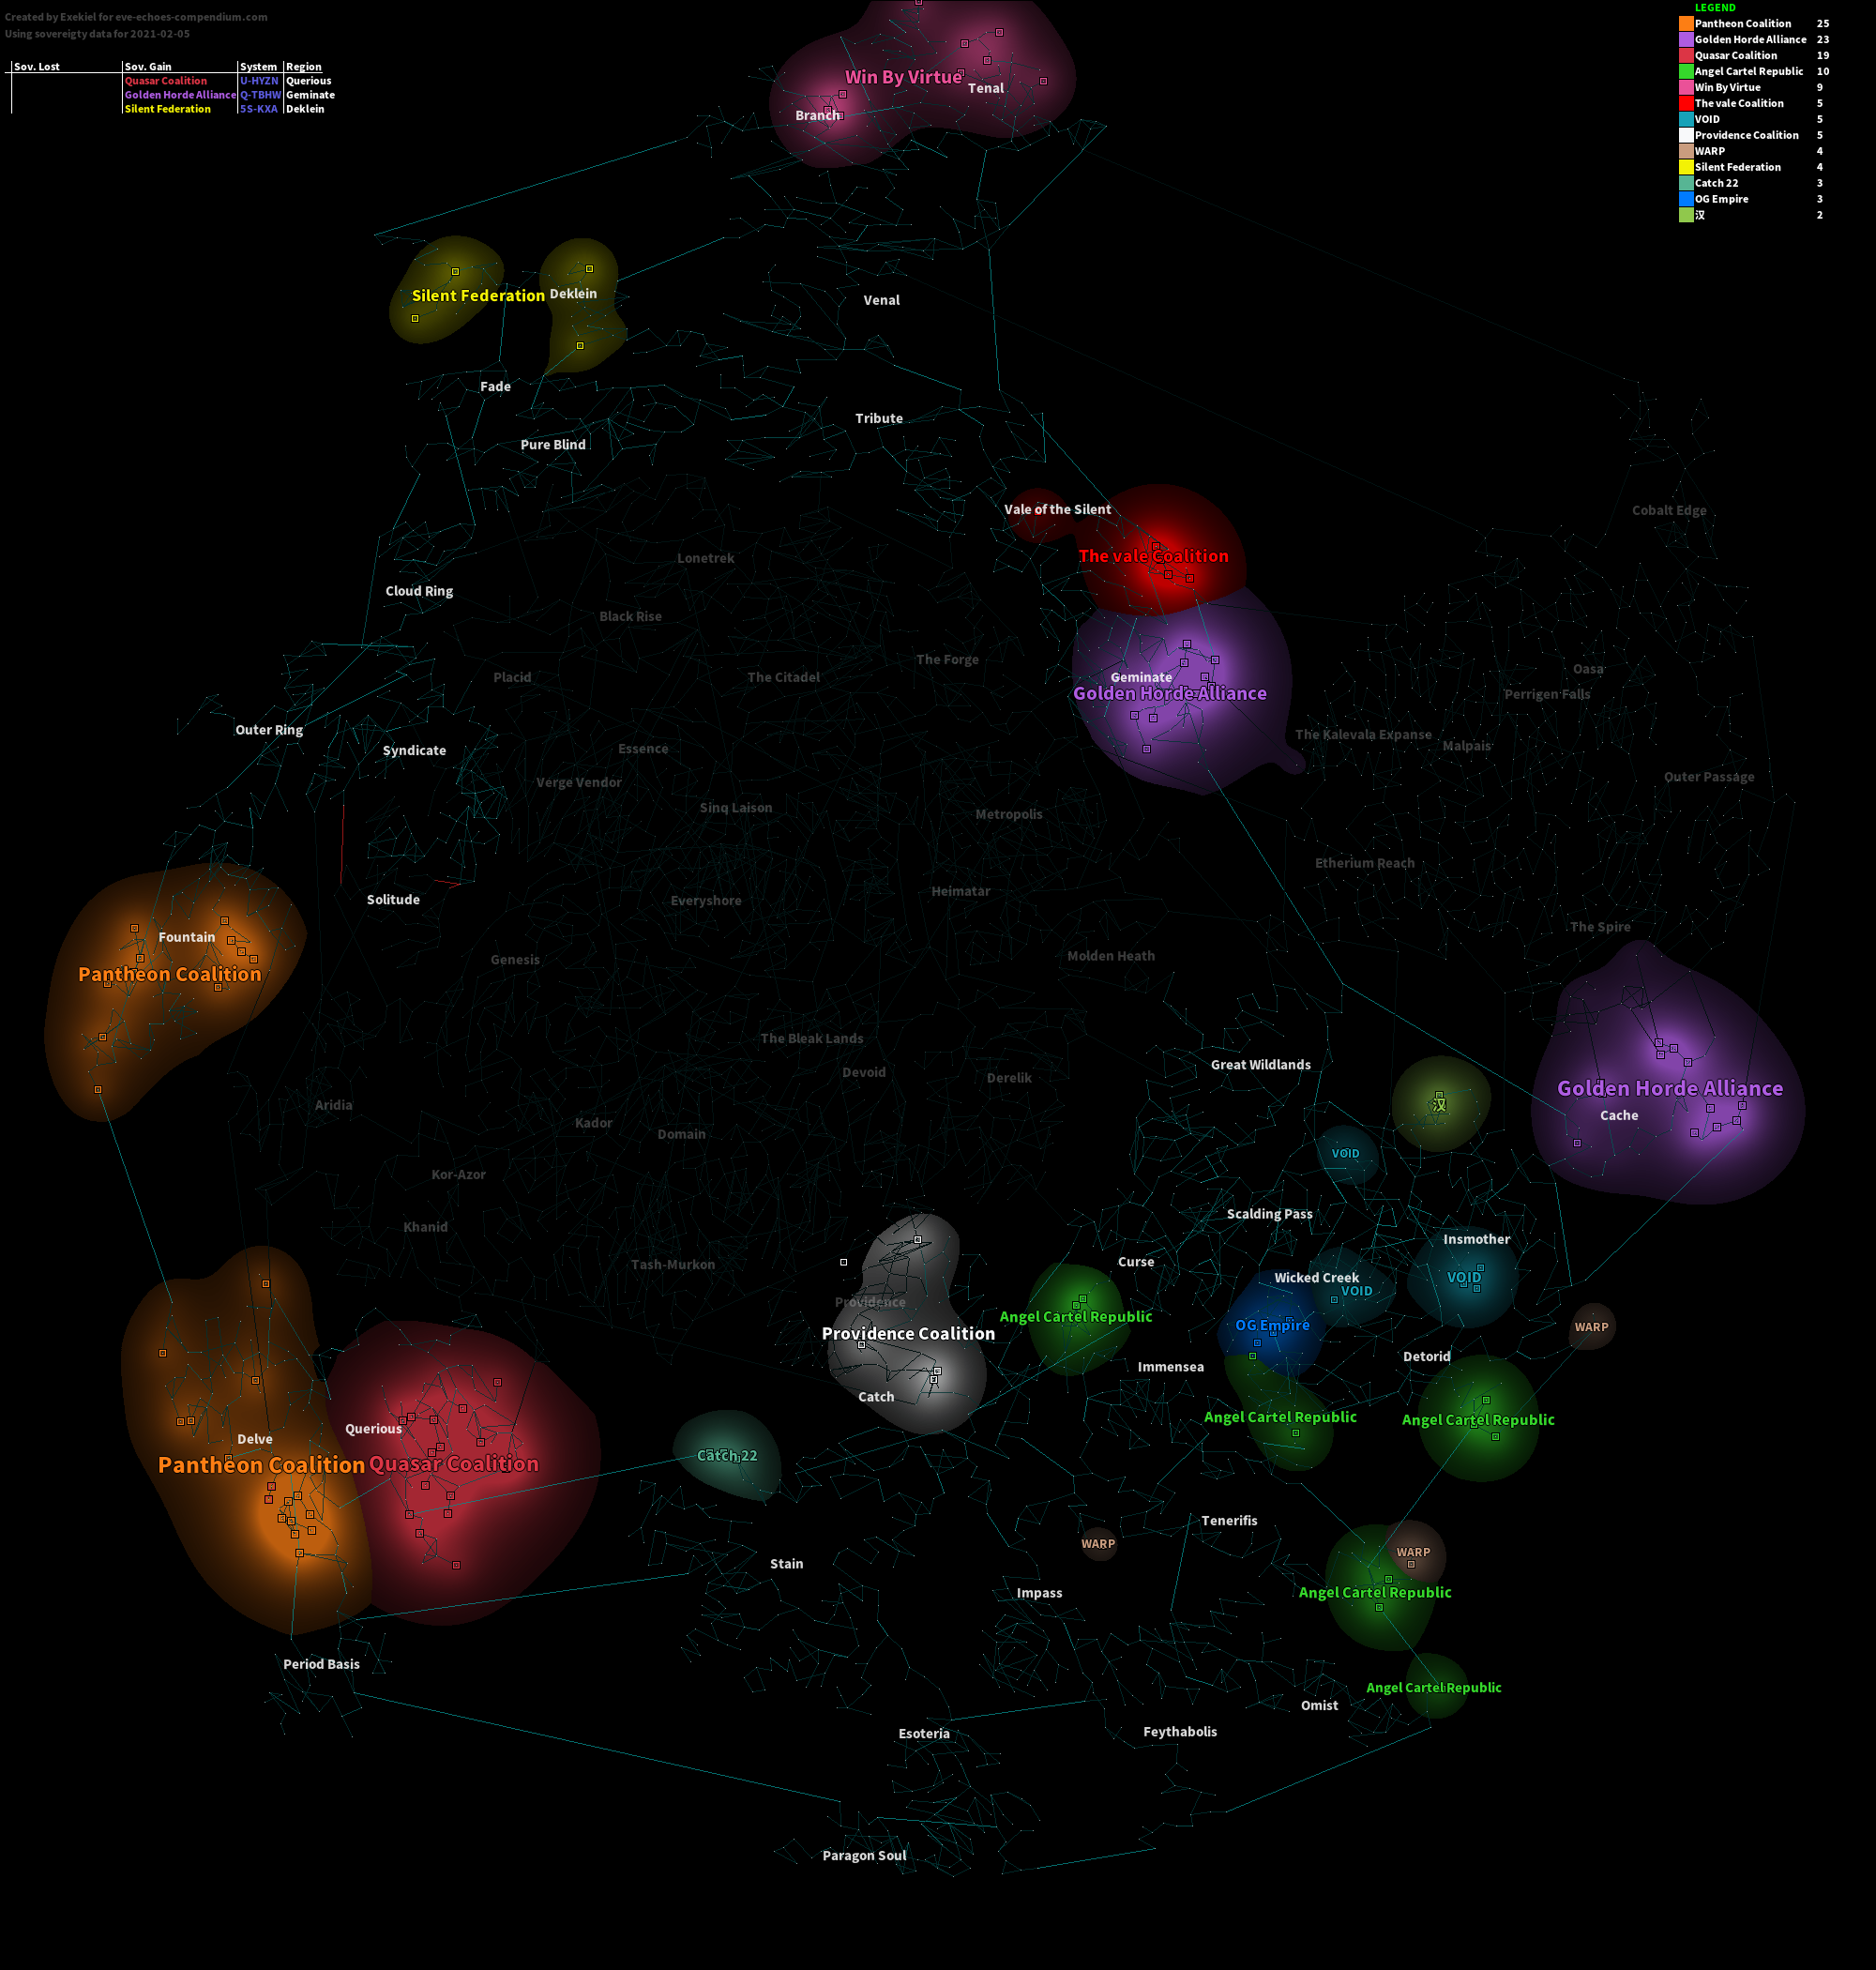 Created by Exekiel for eve-echoes-compendium.com
Using sovereigty data for 2021-02-05
Sov. Lost Sov. Gain System Region
Quasar Coalition U-HYZN Querious
Golden Horde Alliance Q-TBHW Geminate
Silent Federation 5S-KXA Deklein
LEGEND
Pantheon Coalition 25
Golden Horde Alliance 23
Quasar Coalition 19
Angel Cartel Republic 10
Win By Virtue 9
The vale Coalition 5
VOID 5
Providence Coalition 5
WARP 4
Silent Federation 4
Catch 22 3
OG Empire 3
汉 2
Win By Virtue
Tenal
Branch
Silent Federation
Deklein
Venal
Fade
Tribute
Pure Blind
Vale of the Silent
Cobalt Edge
The vale Coalition
Lonetrek
Cloud Ring
Black Rise
The Forge
Oasa
Placid
The Citadel
Geminate
Golden Horde Alliance
Perrigen Falls
Outer Ring
Syndicate
Essence
The Kalevala Expanse
Malpais
Verge Vendor
Outer Passage
Sinq Laison
Metropolis
Etherium Reach
Solitude
Everyshore
Heimatar
The Spire
Fountain
Pantheon Coalition
Genesis
Molden Heath
The Bleak Lands
Great Wildlands
Devoid
Derelik
Golden Horde Alliance
Aridia
汉
Cache
Kador
Domain
VOID
Kor-Azor
Khanid
Scalding Pass
Insmother
Tash-Murkon
Curse
Wicked Creek
VOID
VOID
Providence
Angel Cartel Republic
OG Empire
WARP
Providence Coalition
Immensea
Detorid
Catch
Angel Cartel Republic
Angel Cartel Republic
Querious
Delve
Catch 22
Pantheon Coalition
Quasar Coalition
Tenerifis
WARP
WARP
Stain
Impass
Angel Cartel Republic
Period Basis
Angel Cartel Republic
Omist
Esoteria
Feythabolis
Paragon Soul